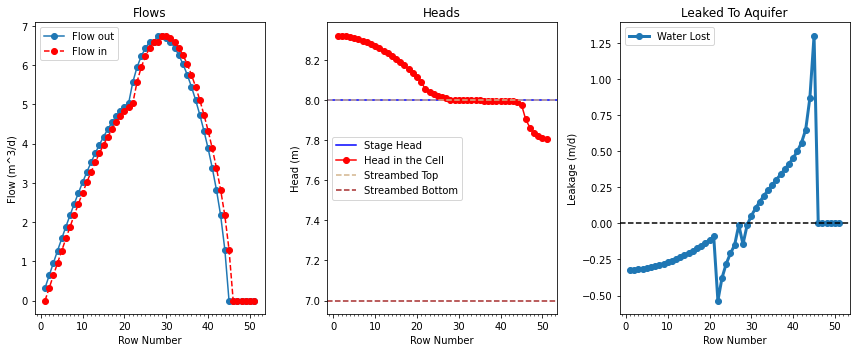 Flows
Flow (m^3/d)
7
6
5
4
3
2
1
0
Flow out
Flow in
0 10 20 30 40 50
Row Number
Heads
Head (m)
8.2
8.0
7.8
7.6
7.4
7.2
7.0
Stage Head
Head in the Cell
Streambed Top
Streambed Bottom
0 10 20 30 40 50
Row Number
Leaked To Aquifer
Leakage (m/d)
1.25
1.00
0.75
0.50
0.25
0.00
−0.25
−0.50
Water Lost
0 10 20 30 40 50
Row Number